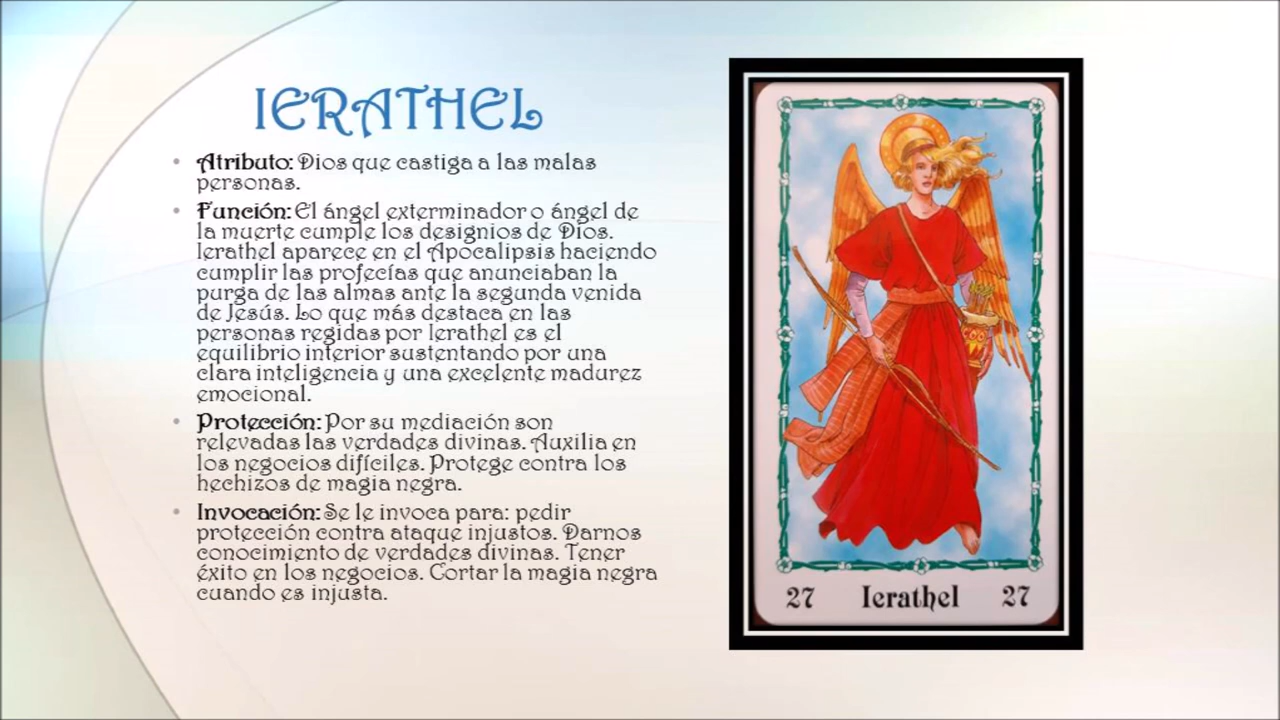 IERATHEL
• Atributo: Dios que castiga a las malas
personas.
• Función: El ángel exterminador o ángel de
la muerte cumple los designios de Dios.
Ierathel aparece en el Apocalipsis haciendo
cumplir las profecías que anunciaban la
purga de las almas ante la segunda venida
de Jesús. Lo que más destaca en las
personas regidas por Ierathel es el
equilibrio interior sustentando por una
clara inteligencia y una excelente madurez
emocional.
• Protección: Por su mediación son
relevadas las verdades divinas. Auxilia en
los negocios difíciles. Protege contra los
hechizos de magia negra.
• Invocación: Se le invoca para: pedir
protección contra ataque injustos. Darnos
conocimiento de verdades divinas. Tener
éxito en los negocios. Cortar la magia negra
cuando es injusta.
27 Ierathel 27